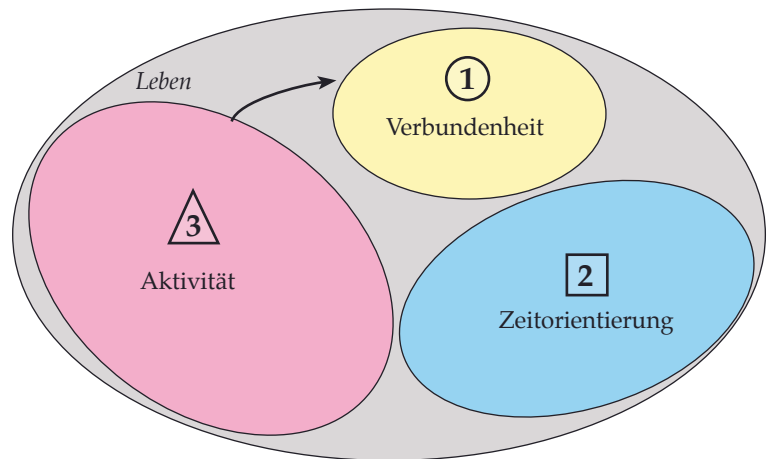 Leben
1
Verbundenheit
3
Aktivität
2
Zeitorientierung